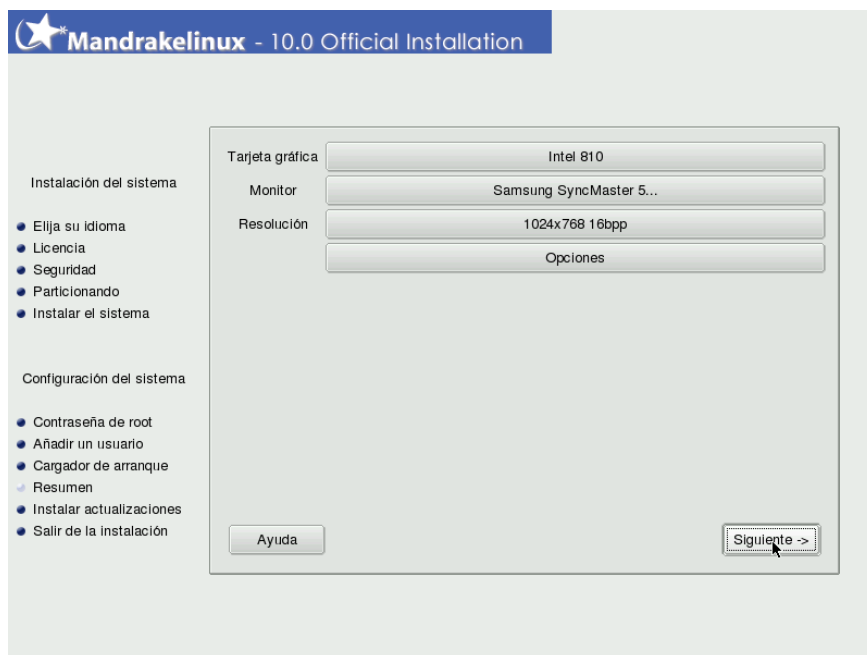 Mandrakelinux - 10.0 Official Installation
Instalación del sistema
Elija su idioma
Licencia
Seguridad
Particionando
Instalar el sistema
Configuración del sistema
Contraseña de root
Añadir un usuario
Cargador de arranque
Resumen
Instalar actualizaciones
Salir de la instalación
Tarjeta gráfica Intel 810
Monitor Samsung SyncMaster 5...
Resolución 1024x768 16bpp
Opciones
Ayuda Siguiente ->